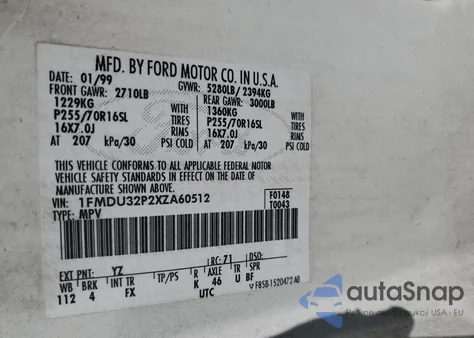 MFD. BY FORD MOTOR CO. IN U.S.A.
DATE: 01/99 GVWR: 5280LB/ 2394KG
FRONT GAWR: 2710LB REAR GAWR: 3000LB
1229KG WITH 1360KG WITH
P255/70R16SL TIRES P255/70R16SL TIRES
16X7.0J RIMS 16X7.0J RIMS
AT 207 kPa/30 PSI COLD AT 207 kPa/30 PSI COLD
THIS VEHICLE CONFORMS TO ALL APPLICABLE FEDERAL MOTOR
VEHICLE SAFETY STANDARDS IN EFFECT ON THE DATE OF MANUFACTURE SHOWN ABOVE.
VIN: 1FMDU32P2XZA60512 F0148
TYPE: MPV T0043
EXT PNT: YZ RC: 71 DSO:
WB BRK INT TR TP/PS R AXLE TR U
112 4 FX K 46 U BF
UTC F85B-1520472-AB
autoSnap
Aukcje USA - EU